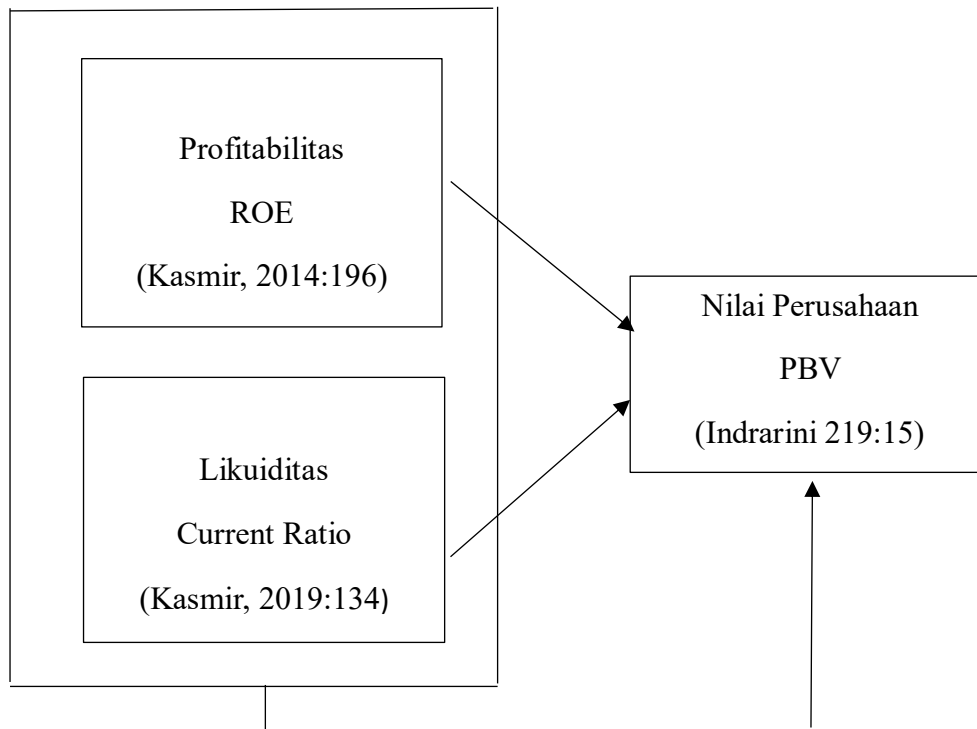 Profitabilitas
ROE
(Kasmir, 2014:196)
Likuiditas
Current Ratio
(Kasmir, 2019:134)
Nilai Perusahaan
PBV
(Indrarini 219:15)